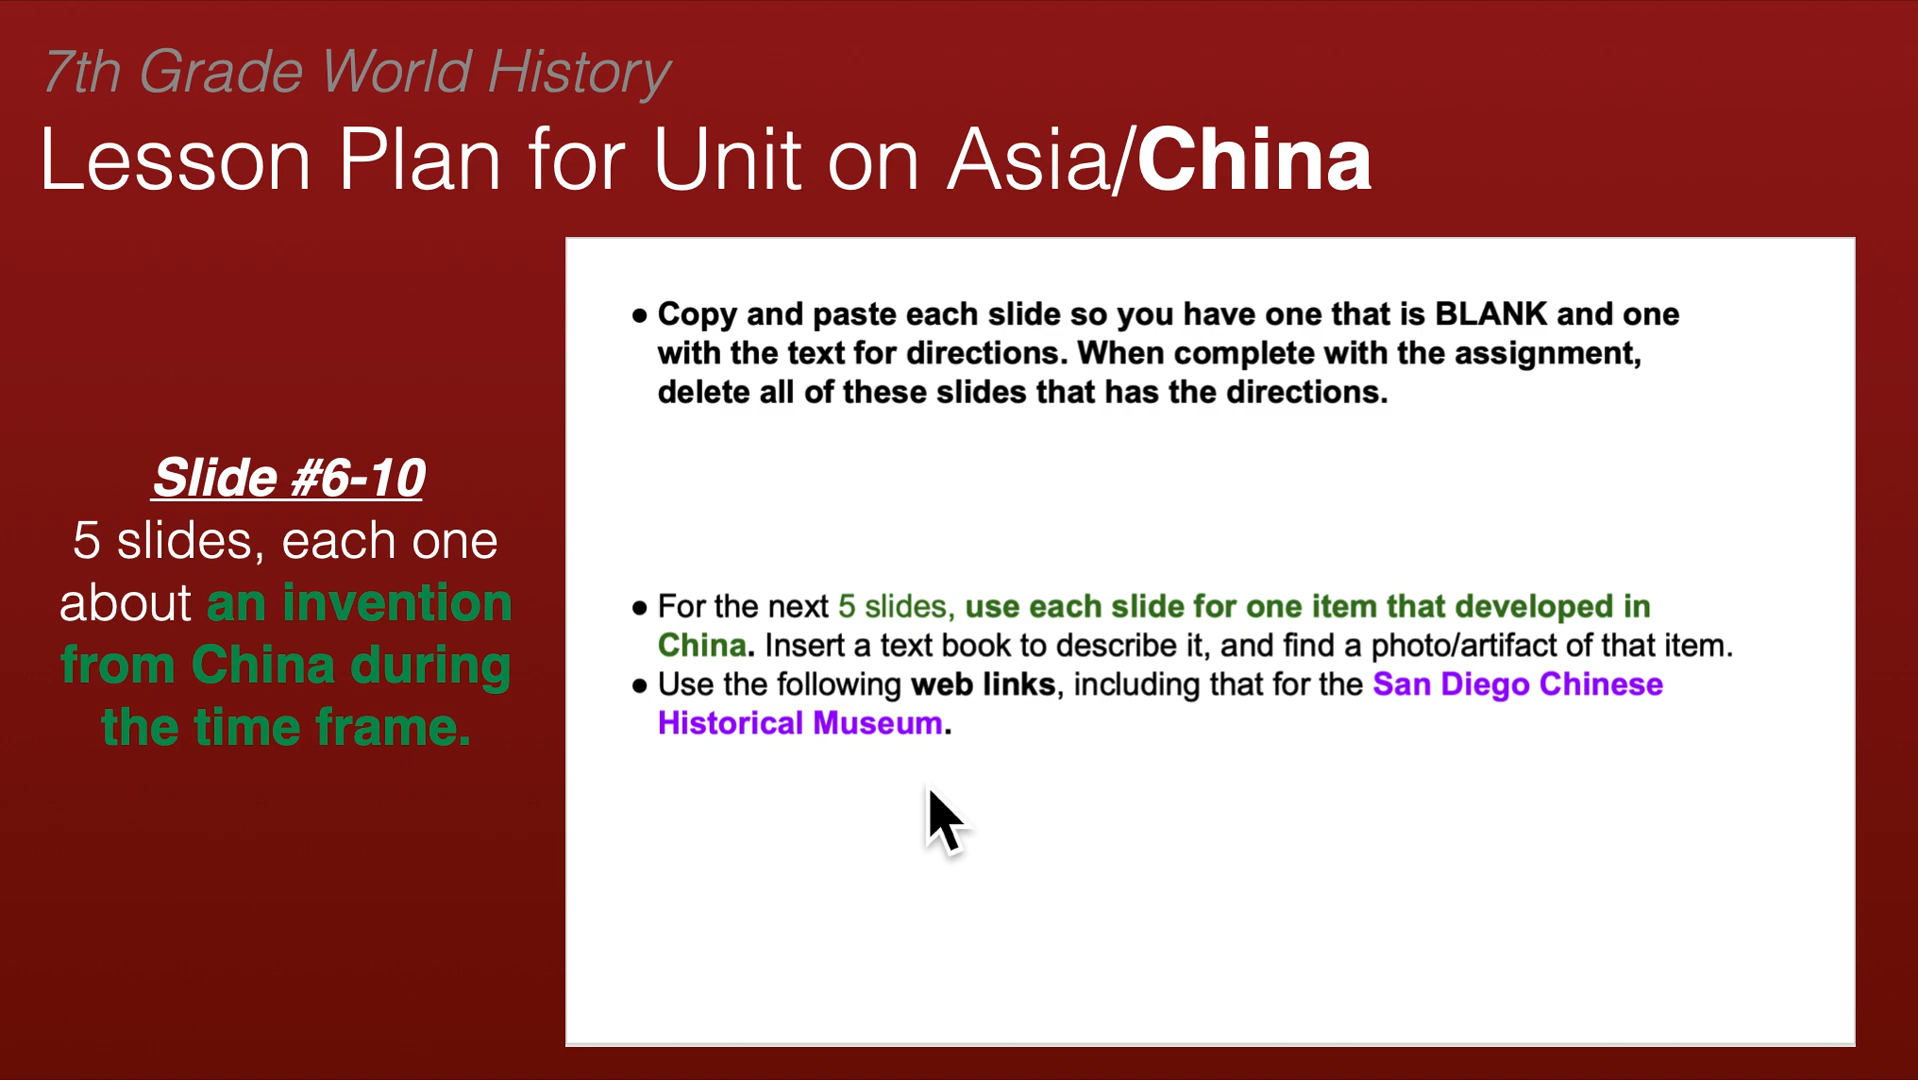 7th Grade World History
Lesson Plan for Unit on Asia/China
Slide #6-10
5 slides, each one
about an invention
from China during
the time frame.
● Copy and paste each slide so you have one that is BLANK and one
with the text for directions. When complete with the assignment,
delete all of these slides that has the directions.
● For the next 5 slides, use each slide for one item that developed in
China. Insert a text book to describe it, and find a photo/artifact of that item.
● Use the following web links, including that for the San Diego Chinese
Historical Museum.